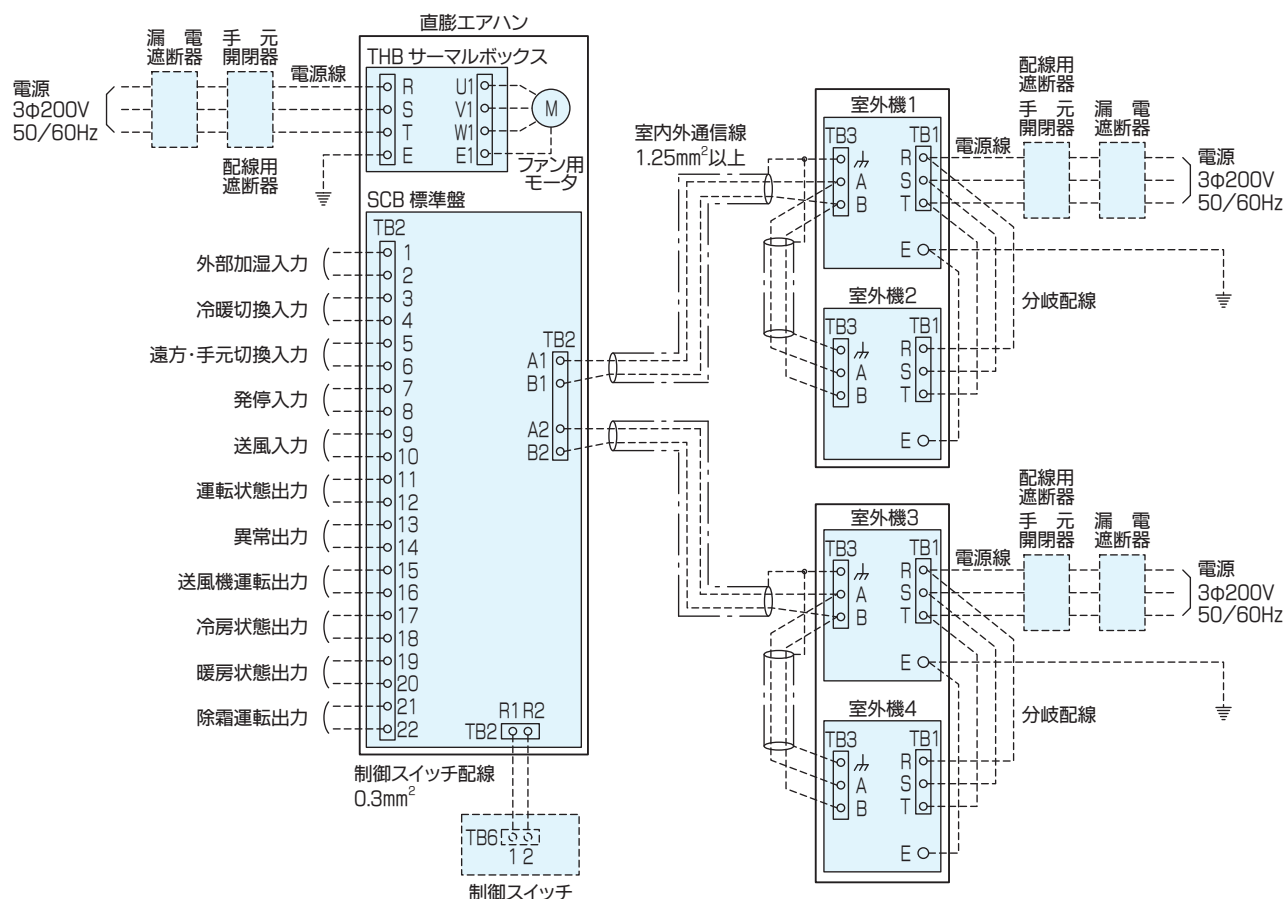 直膨エアハン
漏　電
遮断器
手　元
開閉器
電源線
電源
3φ200V
50/60Hz
配線用
遮断器
THB サーマルボックス
R
S
T
E
U1
V1
W1
E1
M
ファン用
モータ
SCB 標準盤
TB2
1
2
3
4
5
6
7
8
9
10
11
12
13
14
15
16
17
18
19
20
21
22
外部加湿入力
冷暖切換入力
遠方・手元切換入力
発停入力
送風入力
運転状態出力
異常出力
送風機運転出力
冷房状態出力
暖房状態出力
除霜運転出力
TB2
A1
B1
A2
B2
R1 R2
TB2
制御スイッチ配線
0.3mm²
TB6
1 2
制御スイッチ
室内外通信線
1.25mm²以上
室外機1
TB3
A
B
TB1
R
S
T
E
電源線
配線用
遮断器
手　元
開閉器
漏　電
遮断器
電源
3φ200V
50/60Hz
室外機2
TB3
A
B
TB1
R
S
T
E
分岐配線
室外機3
TB3
A
B
TB1
R
S
T
E
電源線
配線用
遮断器
手　元
開閉器
漏　電
遮断器
電源
3φ200V
50/60Hz
室外機4
TB3
A
B
TB1
R
S
T
E
分岐配線